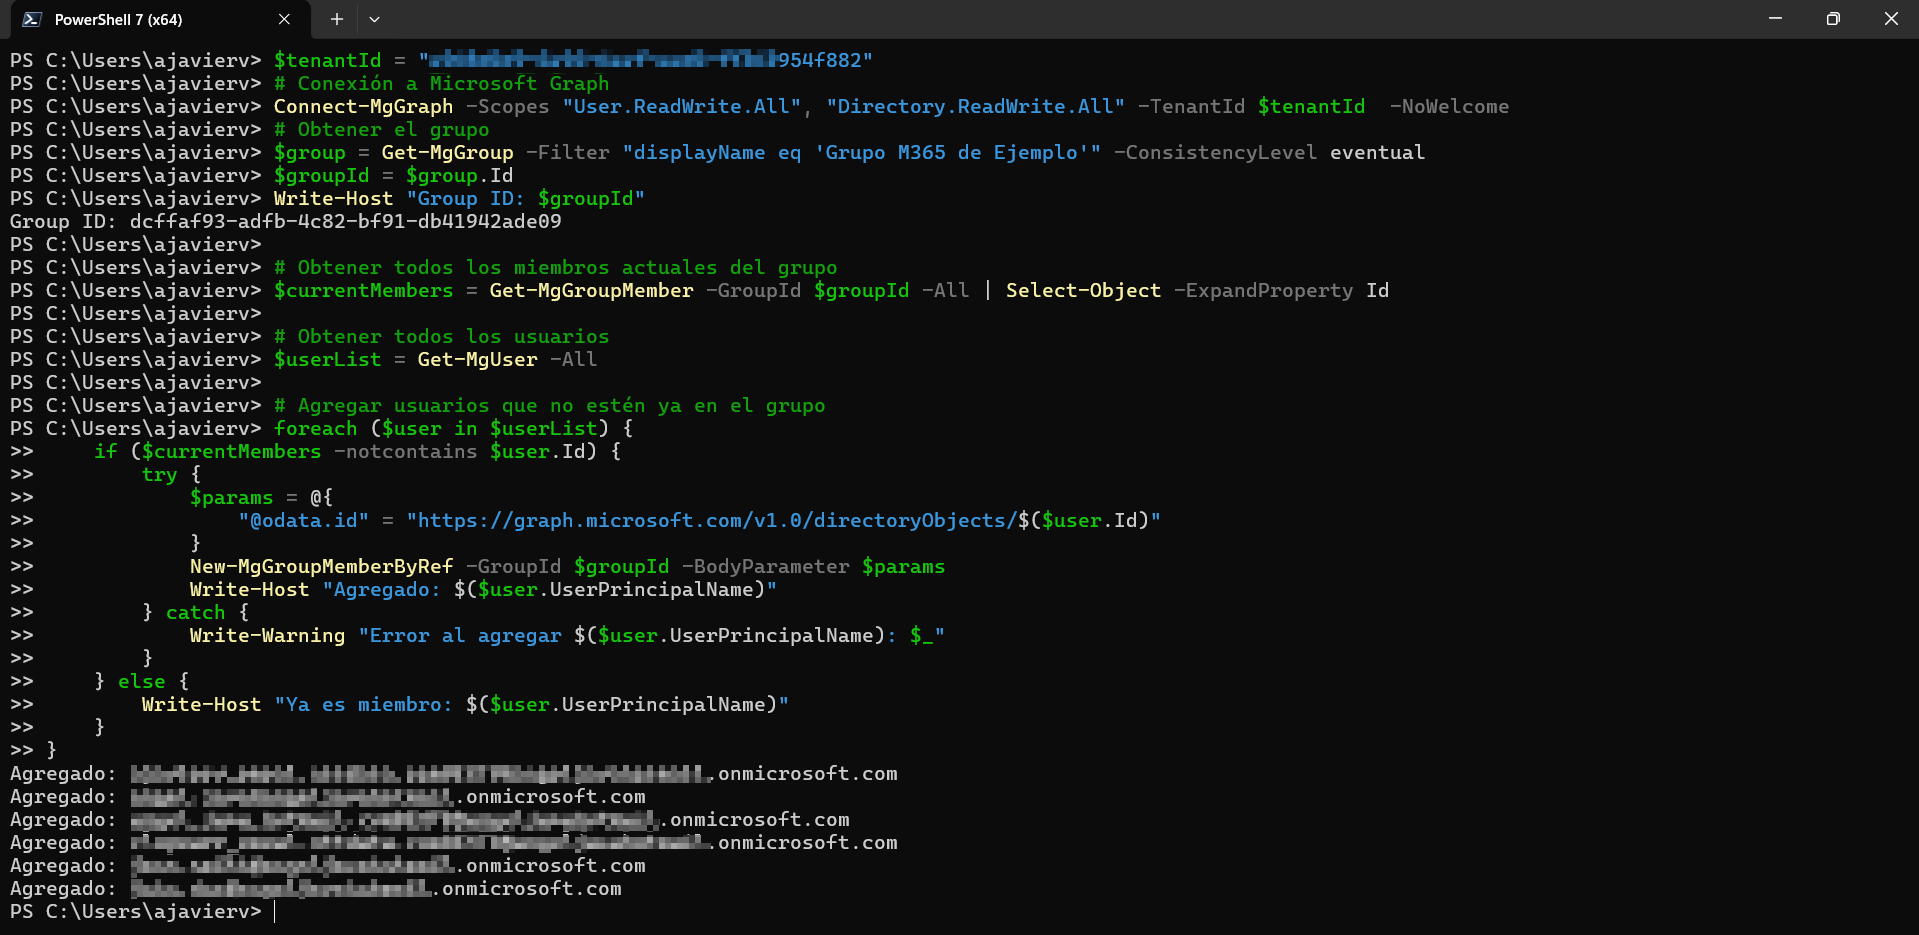 PowerShell 7 (x64)
PS C:\Users\ajavierv> $tenantId = "954f882"
PS C:\Users\ajavierv> # Conexión a Microsoft Graph
PS C:\Users\ajavierv> Connect-MgGraph -Scopes "User.ReadWrite.All", "Directory.ReadWrite.All" -TenantId $tenantId  -NoWelcome
PS C:\Users\ajavierv> # Obtener el grupo
PS C:\Users\ajavierv> $group = Get-MgGroup -Filter "displayName eq 'Grupo M365 de Ejemplo'" -ConsistencyLevel eventual
PS C:\Users\ajavierv> $groupId = $group.Id
PS C:\Users\ajavierv> Write-Host "Group ID: $groupId"
Group ID: dcffaf93-adfb-4c82-bf91-db41942ade09
PS C:\Users\ajavierv>
PS C:\Users\ajavierv> # Obtener todos los miembros actuales del grupo
PS C:\Users\ajavierv> $currentMembers = Get-MgGroupMember -GroupId $groupId -All | Select-Object -ExpandProperty Id
PS C:\Users\ajavierv>
PS C:\Users\ajavierv> # Obtener todos los usuarios
PS C:\Users\ajavierv> $userList = Get-MgUser -All
PS C:\Users\ajavierv>
PS C:\Users\ajavierv> # Agregar usuarios que no estén ya en el grupo
PS C:\Users\ajavierv> foreach ($user in $userList) {
>>     if ($currentMembers -notcontains $user.Id) {
>>         try {
>>             $params = @{
>>                 "@odata.id" = "https://graph.microsoft.com/v1.0/directoryObjects/$($user.Id)"
>>             }
>>             New-MgGroupMemberByRef -GroupId $groupId -BodyParameter $params
>>             Write-Host "Agregado: $($user.UserPrincipalName)"
>>         } catch {
>>             Write-Warning "Error al agregar $($user.UserPrincipalName): $_"
>>         }
>>     } else {
>>         Write-Host "Ya es miembro: $($user.UserPrincipalName)"
>>     }
>> }
Agregado: .onmicrosoft.com
Agregado: .onmicrosoft.com
Agregado: .onmicrosoft.com
Agregado: .onmicrosoft.com
Agregado: .onmicrosoft.com
Agregado: .onmicrosoft.com
PS C:\Users\ajavierv>